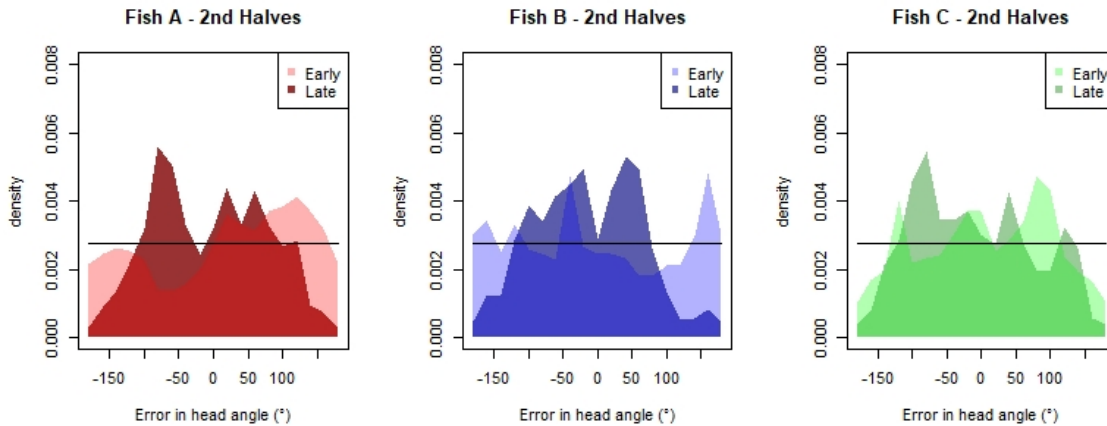 Fish A - 2nd Halves
Early
Late
density
0.000 0.002 0.004 0.006 0.008
-150 -50 0 50 100
Error in head angle (°)
Fish B - 2nd Halves
Early
Late
density
0.000 0.002 0.004 0.006 0.008
-150 -50 0 50 100
Error in head angle (°)
Fish C - 2nd Halves
Early
Late
density
0.000 0.002 0.004 0.006 0.008
-150 -50 0 50 100
Error in head angle (°)